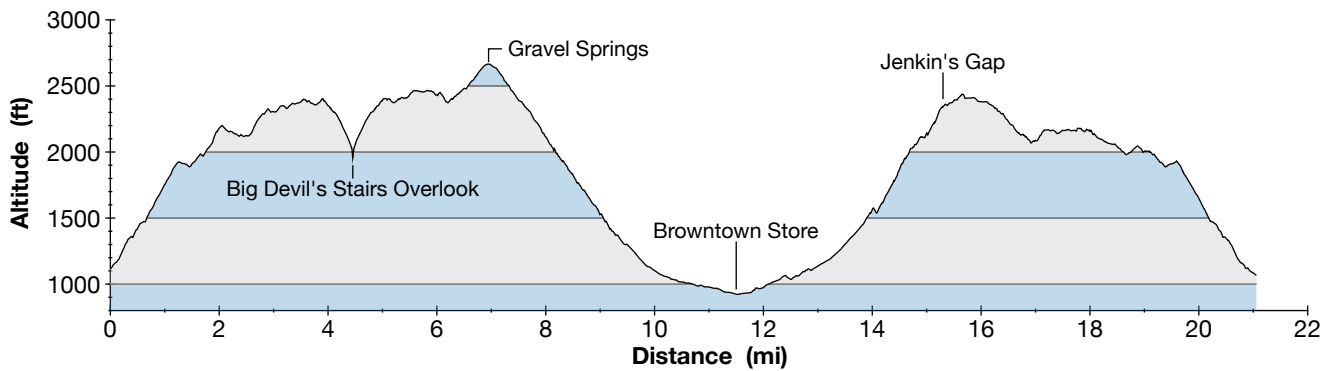 3000
Gravel Springs
Jenkin's Gap
2500
2000
Big Devil's Stairs Overlook
1500
Browntown Store
1000
Altitude (ft)
0 2 4 6 8 10 12 14 16 18 20 22
Distance (mi)